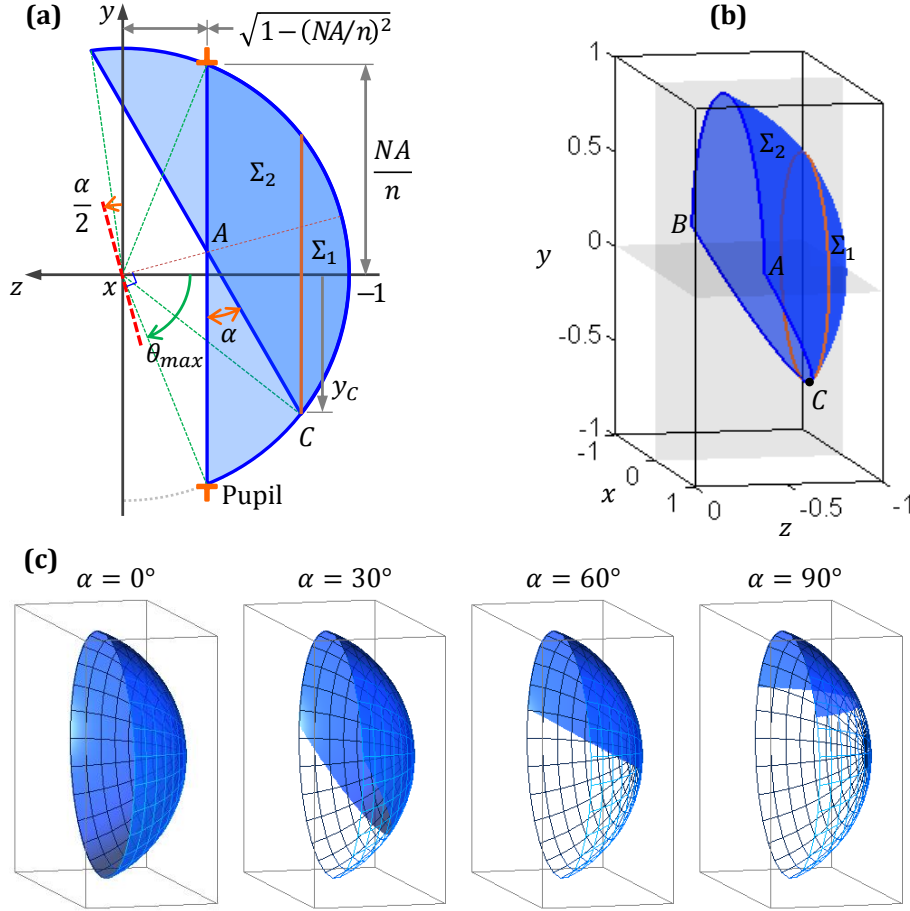 (a)
y
√1−(NA/n)²
Σ₂
NA/n
α/2
A
Σ₁
z
x
−1
θmax
α
yC
C
Pupil
(b)
1
0.5
Σ₂
B
y
0
A
Σ₁
-0.5
C
-1
-1
x
0
1
0
-0.5
z
-1
(c)
α = 0° α = 30° α = 60° α = 90°